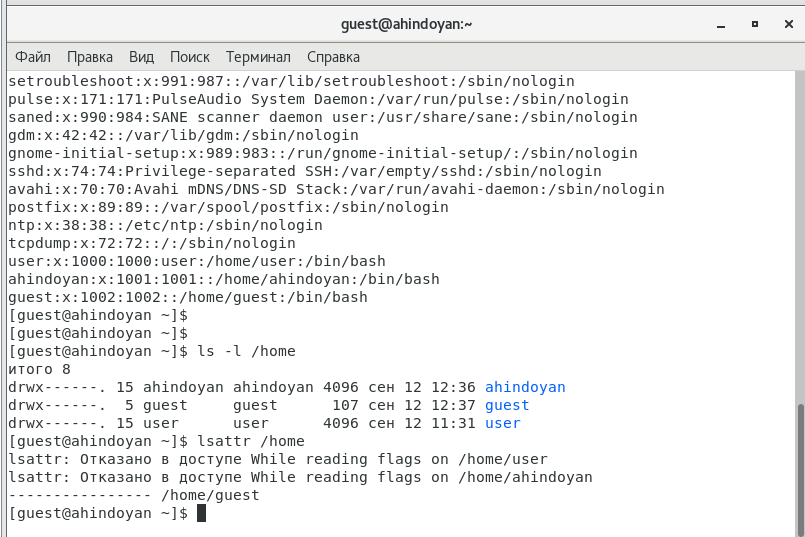 guest@ahindoyan:~
Файл Правка Вид Поиск Терминал Справка
setroubleshoot:x:991:987::/var/lib/setroubleshoot:/sbin/nologin
pulse:x:171:171:PulseAudio System Daemon:/var/run/pulse:/sbin/nologin
saned:x:990:984:SANE scanner daemon user:/usr/share/sane:/sbin/nologin
gdm:x:42:42::/var/lib/gdm:/sbin/nologin
gnome-initial-setup:x:989:983::/run/gnome-initial-setup/:/sbin/nologin
sshd:x:74:74:Privilege-separated SSH:/var/empty/sshd:/sbin/nologin
avahi:x:70:70:Avahi mDNS/DNS-SD Stack:/var/run/avahi-daemon:/sbin/nologin
postfix:x:89:89::/var/spool/postfix:/sbin/nologin
ntp:x:38:38::/etc/ntp:/sbin/nologin
tcpdump:x:72:72::/:/sbin/nologin
user:x:1000:1000:user:/home/user:/bin/bash
ahindoyan:x:1001:1001::/home/ahindoyan:/bin/bash
guest:x:1002:1002::/home/guest:/bin/bash
[guest@ahindoyan ~]$
[guest@ahindoyan ~]$
[guest@ahindoyan ~]$ ls -l /home
итого 8
drwx------. 15 ahindoyan ahindoyan 4096 сен 12 12:36 ahindoyan
drwx------.  5 guest     guest      107 сен 12 12:37 guest
drwx------. 15 user      user      4096 сен 12 11:31 user
[guest@ahindoyan ~]$ lsattr /home
lsattr: Отказано в доступе While reading flags on /home/user
lsattr: Отказано в доступе While reading flags on /home/ahindoyan
---------------- /home/guest
[guest@ahindoyan ~]$